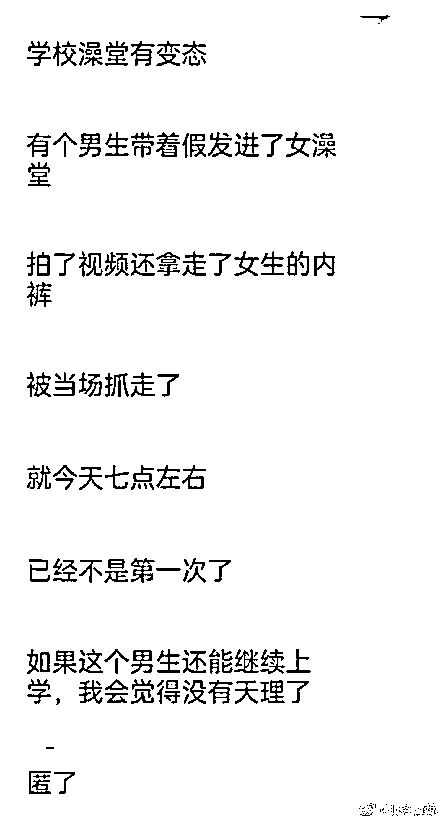 学校澡堂有变态
有个男生带着假发进了女澡
堂
拍了视频还拿走了女生的内
裤
被当场抓走了
就今天七点左右
已经不是第一次了
如果这个男生还能继续上
学，我会觉得没有天理了
匿了